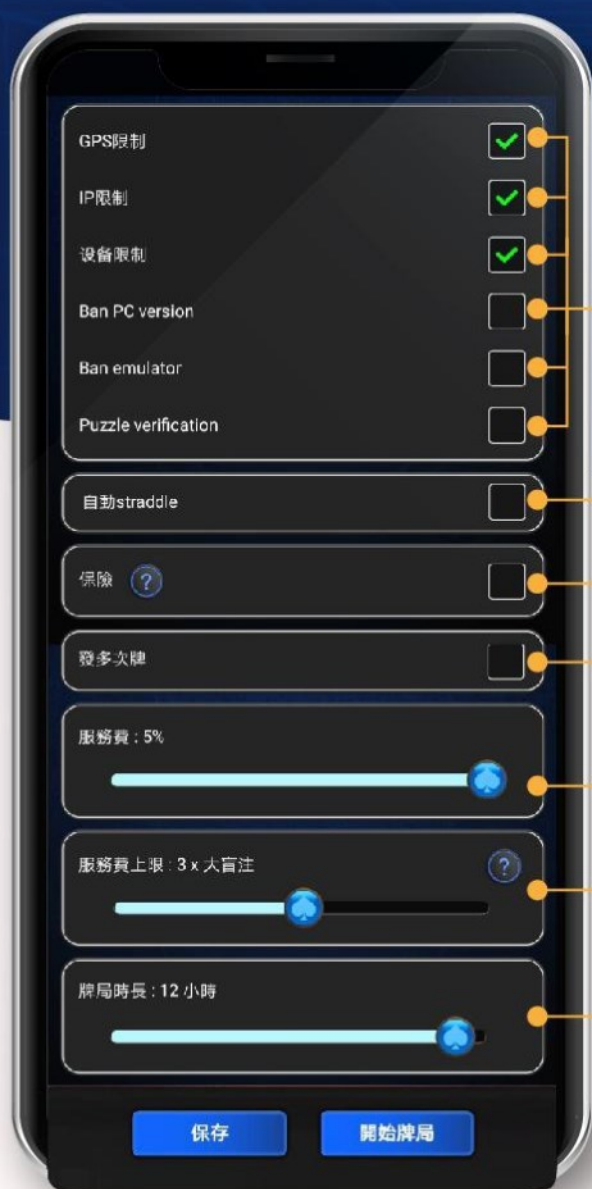 GPS限制
IP限制
设备限制
Ban PC version
Ban emulator
Puzzle verification
自動straddle
保險 ?
發多次牌
服務費 : 5%
服務費上限 : 3 x 大盲注
?
牌局時長 : 12 小時
保存
開始牌局